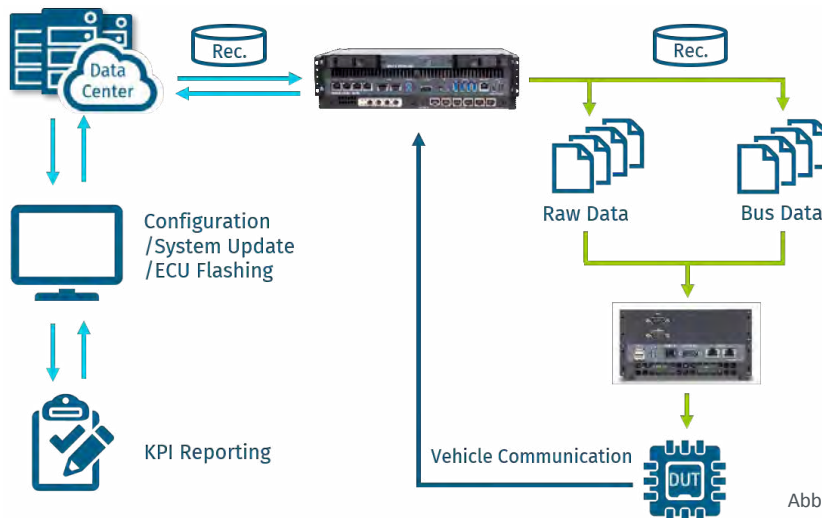 Rec.
Rec.
Data
Center
Raw Data
Bus Data
Configuration
/System Update
/ECU Flashing
KPI Reporting
Vehicle Communication
DUT
Abb